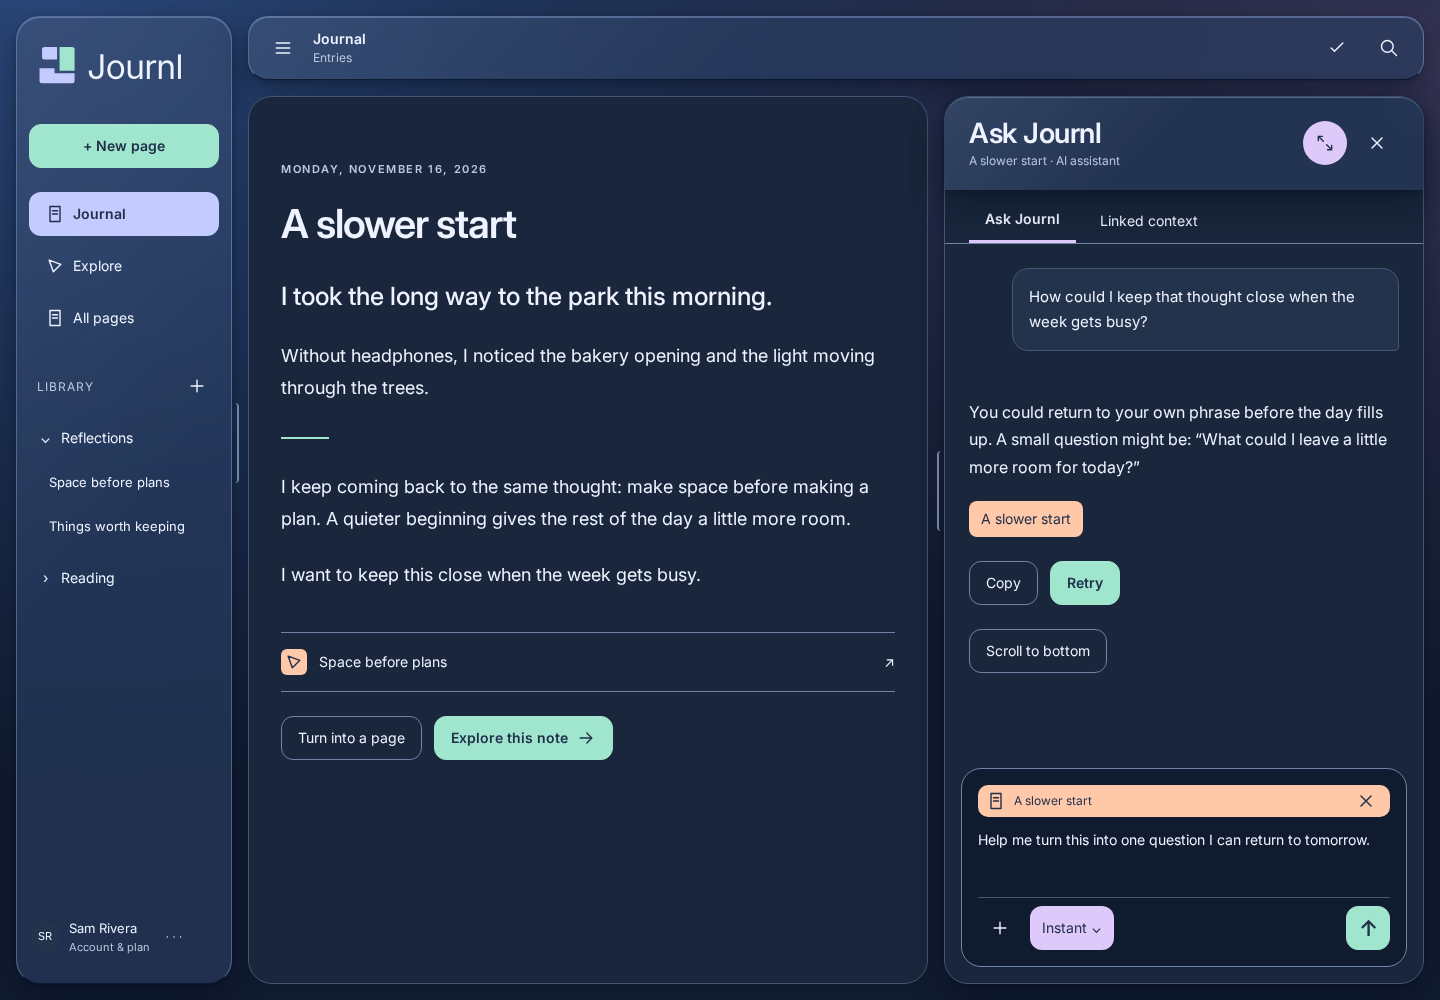 Journl
+ New page
Journal
Explore
All pages
LIBRARY
Reflections
Space before plans
Things worth keeping
Reading
SR
Sam Rivera
Account & plan
...
Journal
Entries
MONDAY, NOVEMBER 16, 2026
A slower start
I took the long way to the park this morning.
Without headphones, I noticed the bakery opening and the light moving
through the trees.
I keep coming back to the same thought: make space before making a
plan. A quieter beginning gives the rest of the day a little more room.
I want to keep this close when the week gets busy.
Space before plans
Turn into a page
Explore this note
Ask Journl
A slower start · AI assistant
Ask Journl
Linked context
How could I keep that thought close when the
week gets busy?
You could return to your own phrase before the day fills
up. A small question might be: “What could I leave a little
more room for today?”
A slower start
Copy
Retry
Scroll to bottom
A slower start
Help me turn this into one question I can return to tomorrow.
Instant